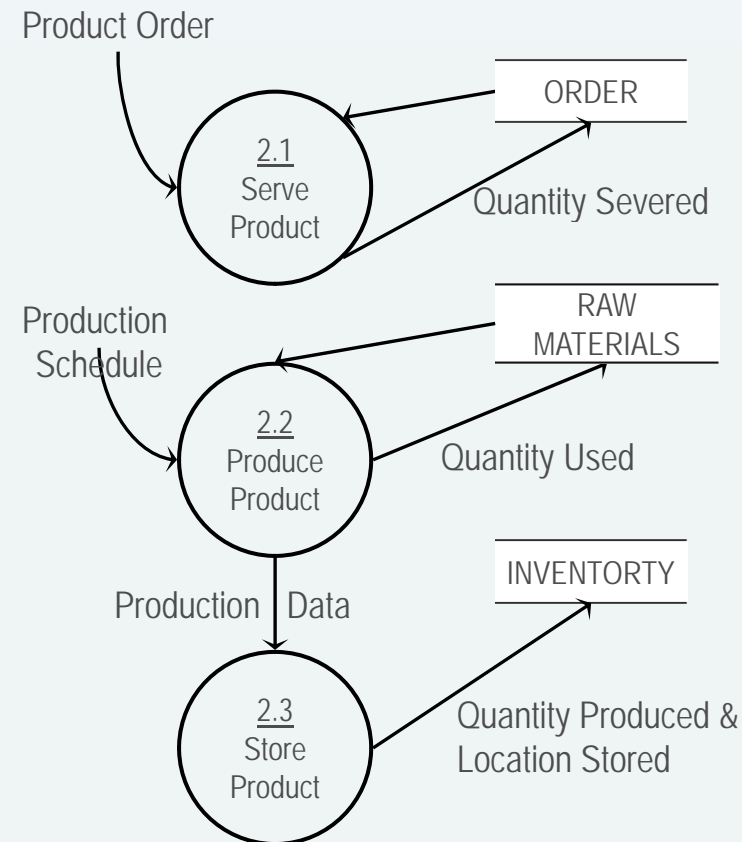 Product Order
ORDER
2.1
Serve
Product
Quantity Severed
Production
Schedule
RAW
MATERIALS
2.2
Produce
Product
Quantity Used
INVENTORTY
Production Data
2.3
Store
Product
Quantity Produced &
Location Stored